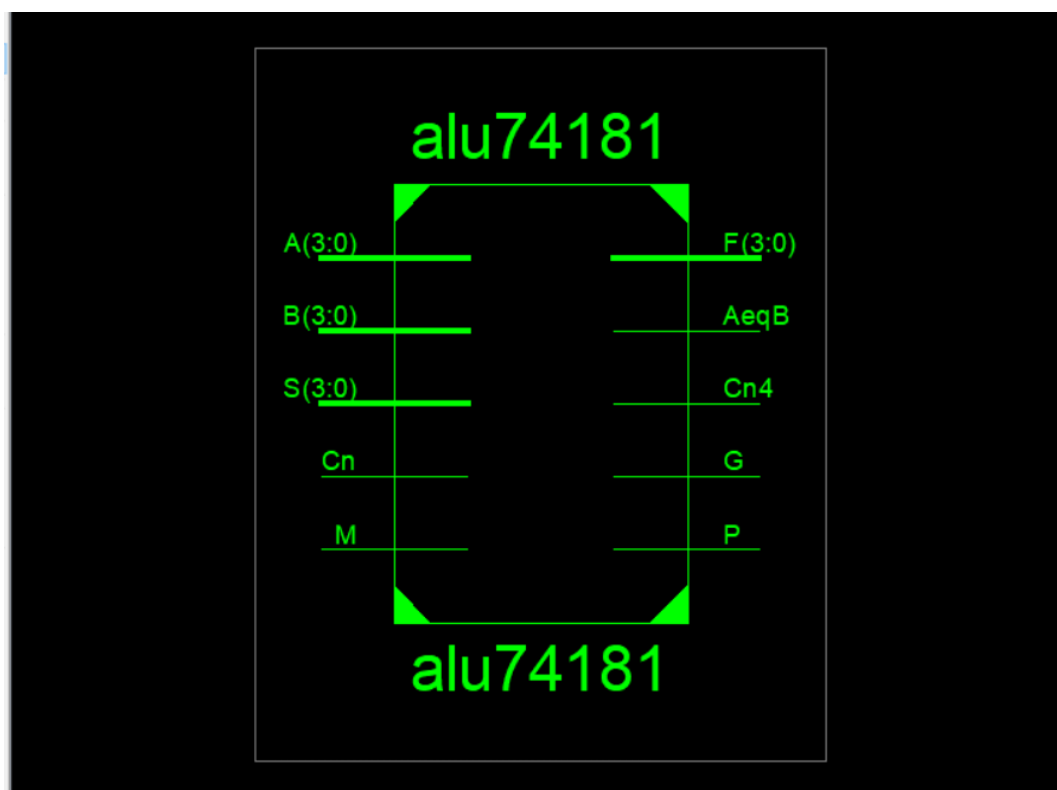 alu74181
A(3:0)
F(3:0)
B(3:0)
AeqB
S(3:0)
Cn4
Cn
G
M
P
alu74181